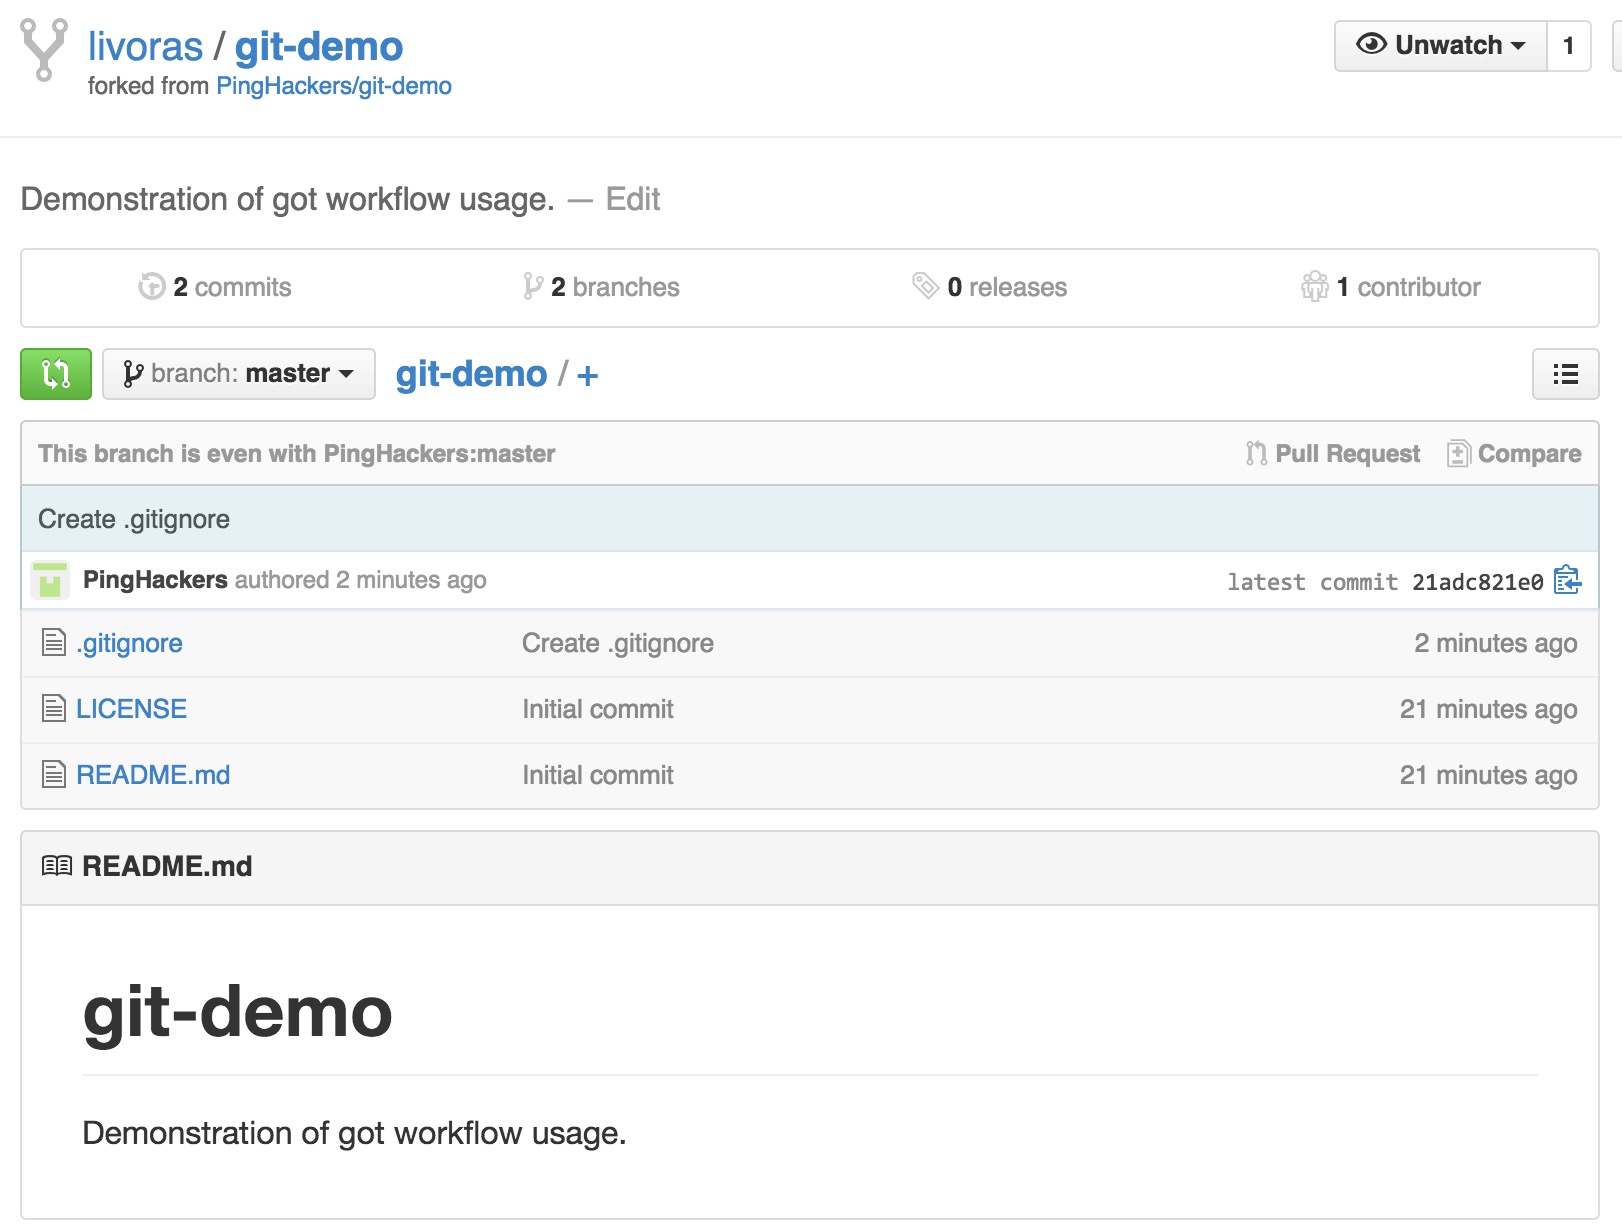 livoras / git-demo
forked from PingHackers/git-demo
Unwatch 1
Demonstration of got workflow usage. — Edit
2 commits 2 branches 0 releases 1 contributor
branch: master git-demo / +
This branch is even with PingHackers:master Pull Request Compare
Create .gitignore
PingHackers authored 2 minutes ago latest commit 21adc821e0
.gitignore Create .gitignore 2 minutes ago
LICENSE Initial commit 21 minutes ago
README.md Initial commit 21 minutes ago
README.md
git-demo
Demonstration of got workflow usage.